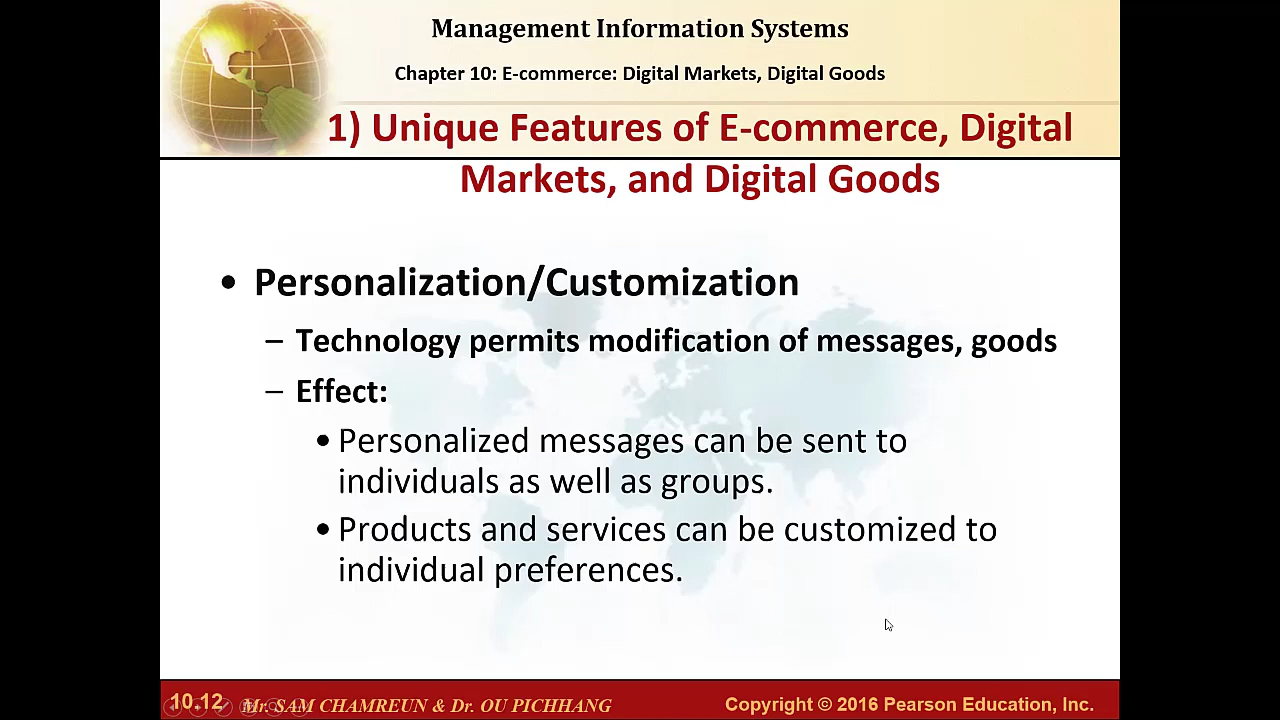 Management Information Systems
Chapter 10: E-commerce: Digital Markets, Digital Goods
1) Unique Features of E-commerce, Digital
Markets, and Digital Goods
• Personalization/Customization
– Technology permits modification of messages, goods
– Effect:
• Personalized messages can be sent to
individuals as well as groups.
• Products and services can be customized to
individual preferences.
10.12 Mr. SAM CHAMREUN & Dr. OU PICHHANG Copyright © 2016 Pearson Education, Inc.